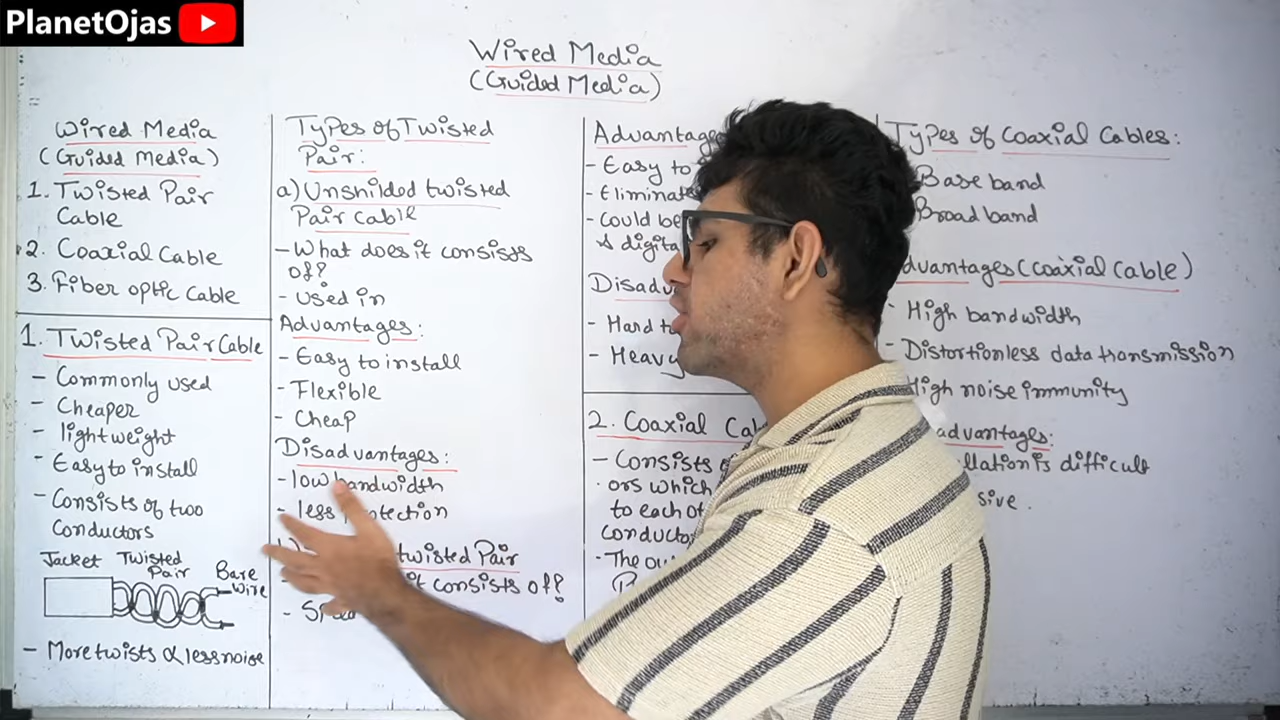 PlanetOjas
Wired Media
(Guided Media)
Wired Media
(Guided Media)
1. Twisted Pair
Cable
2. Coaxial Cable
3. Fiber optic Cable
1. Twisted Pair Cable
- Commonly used
- Cheaper
- lightweight
- Easy to install
- Consists of two
Conductors
Jacket Twisted
Pair Bare
Wire
- More twists ∝ less noise
Types of Twisted
Pair:
a) Unshilded twisted
Pair Cable
- What does it consists
of?
- Used in
Advantages:
- Easy to install
- Flexible
- Cheap
Disadvantages:
- low bandwidth
- less protection
twisted Pair
it consists of?
Advantage
- Easy to
- Eliminate
- Could be
& digita
Disadv
- Hard t
- Heavy
2. Coaxial Ca
- Consists
ors which
to each ot
conducto
- The ou
Types of Coaxial Cables:
Base band
Broad band
dvantages (Coaxial Cable)
- High bandwidth
- Distortionless data transmission
High noise immunity
advantages:
llation is difficult
sive.